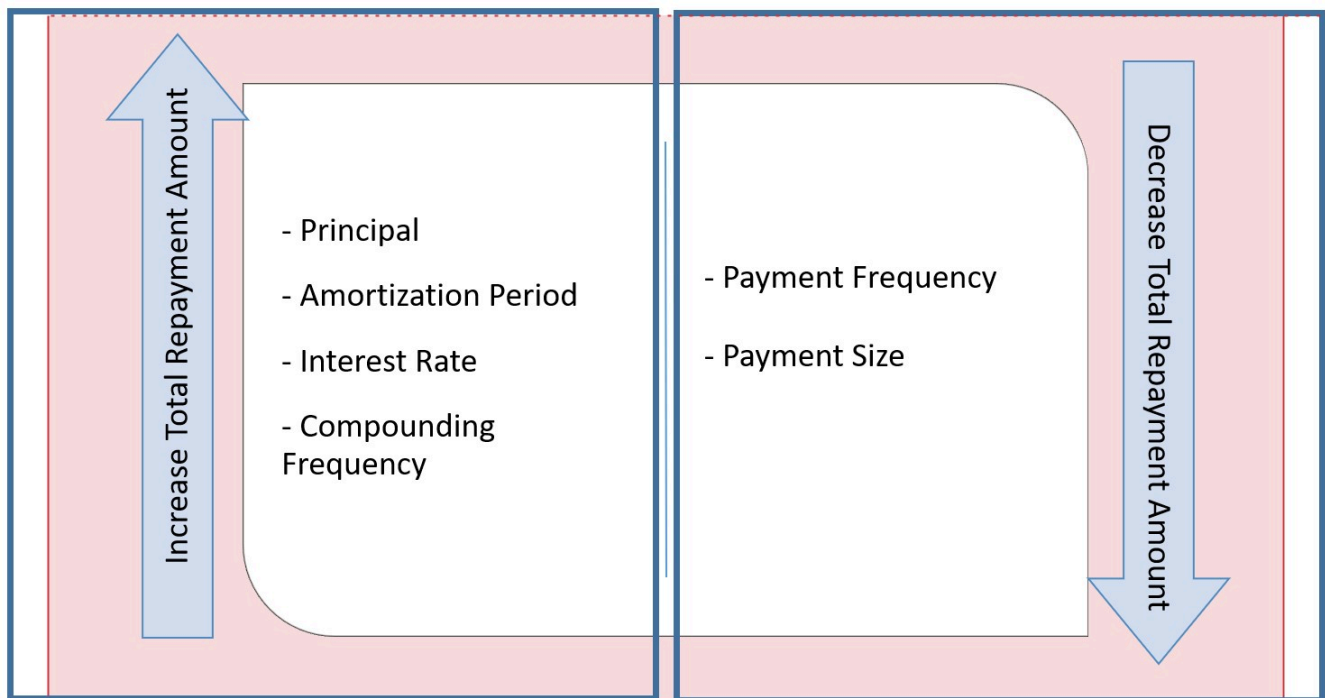 Increase Total Repayment Amount
- Principal
- Amortization Period
- Interest Rate
- Compounding
Frequency
- Payment Frequency
- Payment Size
Decrease Total Repayment Amount